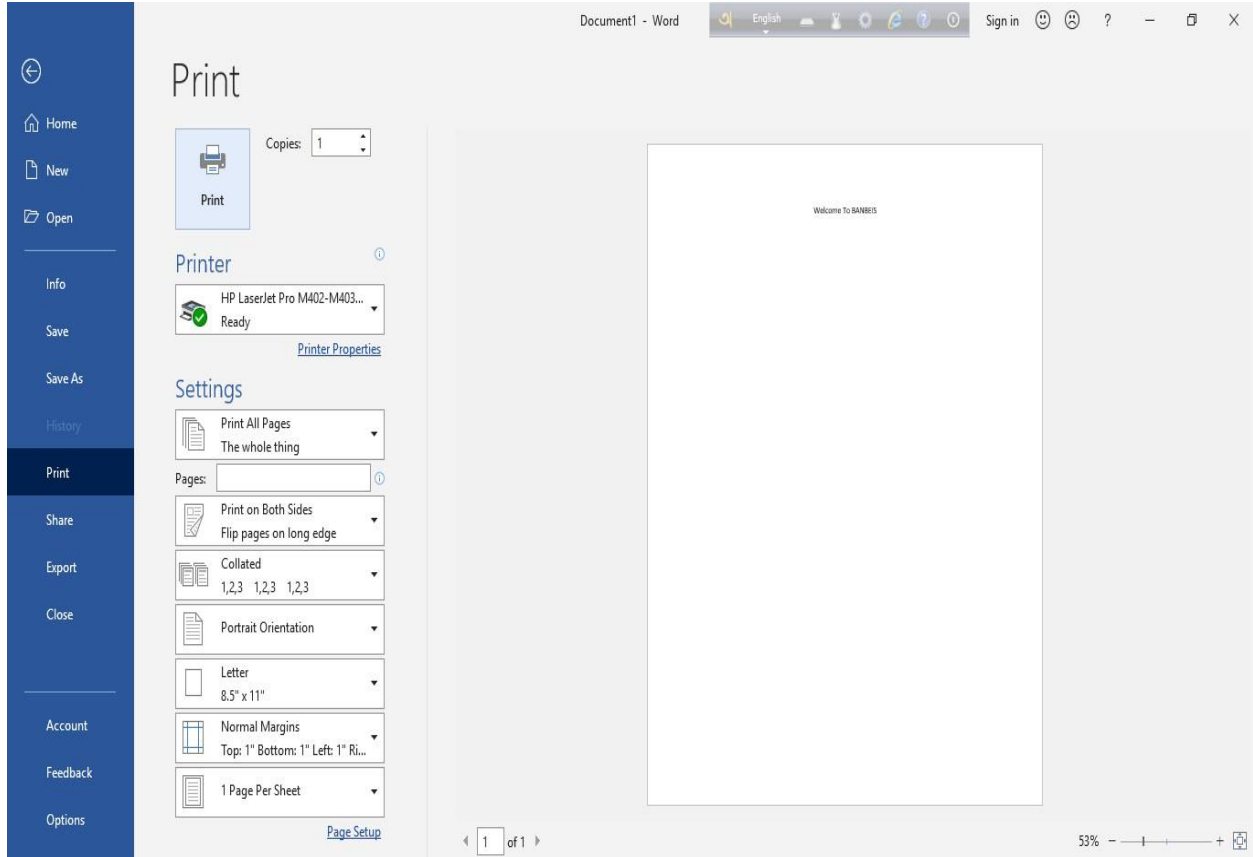 Document1 - Word
English
Sign in
?
Print
Home
New
Open
Info
Save
Save As
History
Print
Share
Export
Close
Account
Feedback
Options
Print
Copies: 1
Printer
HP LaserJet Pro M402-M403...
Ready
Printer Properties
Settings
Print All Pages
The whole thing
Pages:
Print on Both Sides
Flip pages on long edge
Collated
1,2,3 1,2,3 1,2,3
Portrait Orientation
Letter
8.5" x 11"
Normal Margins
Top: 1" Bottom: 1" Left: 1" Ri...
1 Page Per Sheet
Page Setup
Welcome To BANBEIS
1 of 1
53%